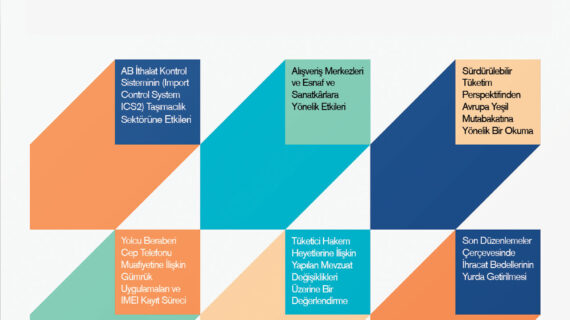 AB İthalat Kontrol
Sisteminin (Import
Control System
ICS2) Taşımacılık
Sektörüne Etkileri
Alışveriş Merkezleri
ve Esnaf ve
Sanatkârlara
Yönelik Etkileri
Sürdürülebilir
Tüketim
Perspektifinden
Avrupa Yeşil
Mutabakatına
Yönelik Bir Okuma
Yolcu Beraberi
Cep Telefonu
Muafiyetine İlişkin
Gümrük
Uygulamaları ve
IMEI Kayıt Süreci
Tüketici Hakem
Heyetlerine İlişkin
Yapılan Mevzuat
Değişiklikleri
Üzerine Bir
Değerlendirme
Son Düzenlemeler
Çerçevesinde
İhracat Bedellerinin
Yurda Getirilmesi